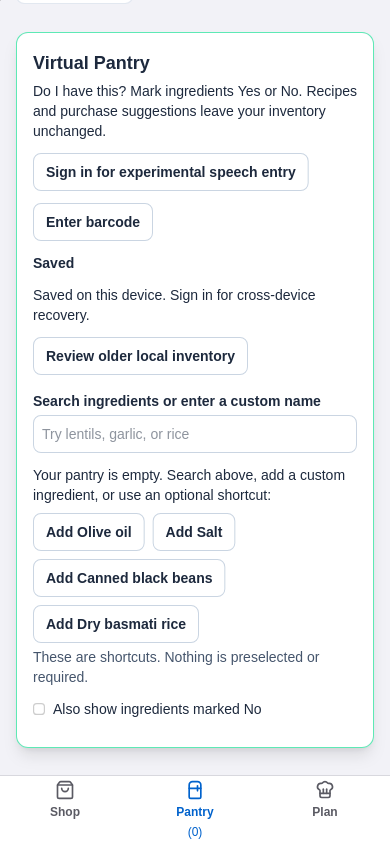 Virtual Pantry
Do I have this? Mark ingredients Yes or No. Recipes
and purchase suggestions leave your inventory
unchanged.
Sign in for experimental speech entry
Enter barcode
Saved
Saved on this device. Sign in for cross-device
recovery.
Review older local inventory
Search ingredients or enter a custom name
Try lentils, garlic, or rice
Your pantry is empty. Search above, add a custom
ingredient, or use an optional shortcut:
Add Olive oil
Add Salt
Add Canned black beans
Add Dry basmati rice
These are shortcuts. Nothing is preselected or
required.
Also show ingredients marked No
Shop
Pantry
(0)
Plan